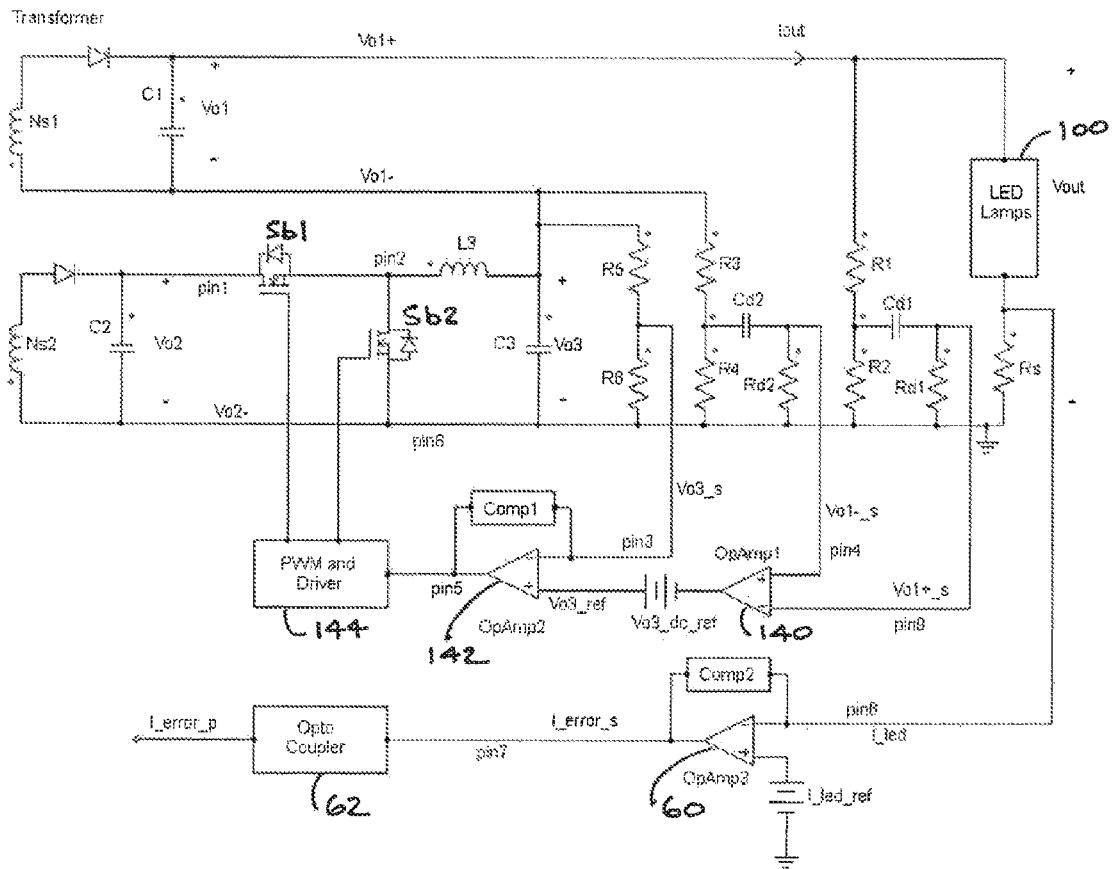 Transformer
Vo1+
Iout
+
C1
Vo1
-
Ns1
100
LED
Lamps
Vout
Vo1-
Sb1
pin1
pin2
L3
R5
R3
R1
Cd2
Cd1
Ns2
C2
Vo2
Sb2
C3
Vo3
R6
R4
Rd2
R2
Rd1
Rs
Vo2-
pin6
Comp1
Vo3_s
pin3
Vo1-_s
pin4
OpAmp1
PWM and
Driver
pin5
Vo3_ref
Vo3_dc_ref
Vo1+_s
pin9
OpAmp2
144
142
140
Comp2
I_error_p
Opto
Coupler
I_error_s
pin7
pin8
I_led
OpAmp3
I_led_ref
62
60